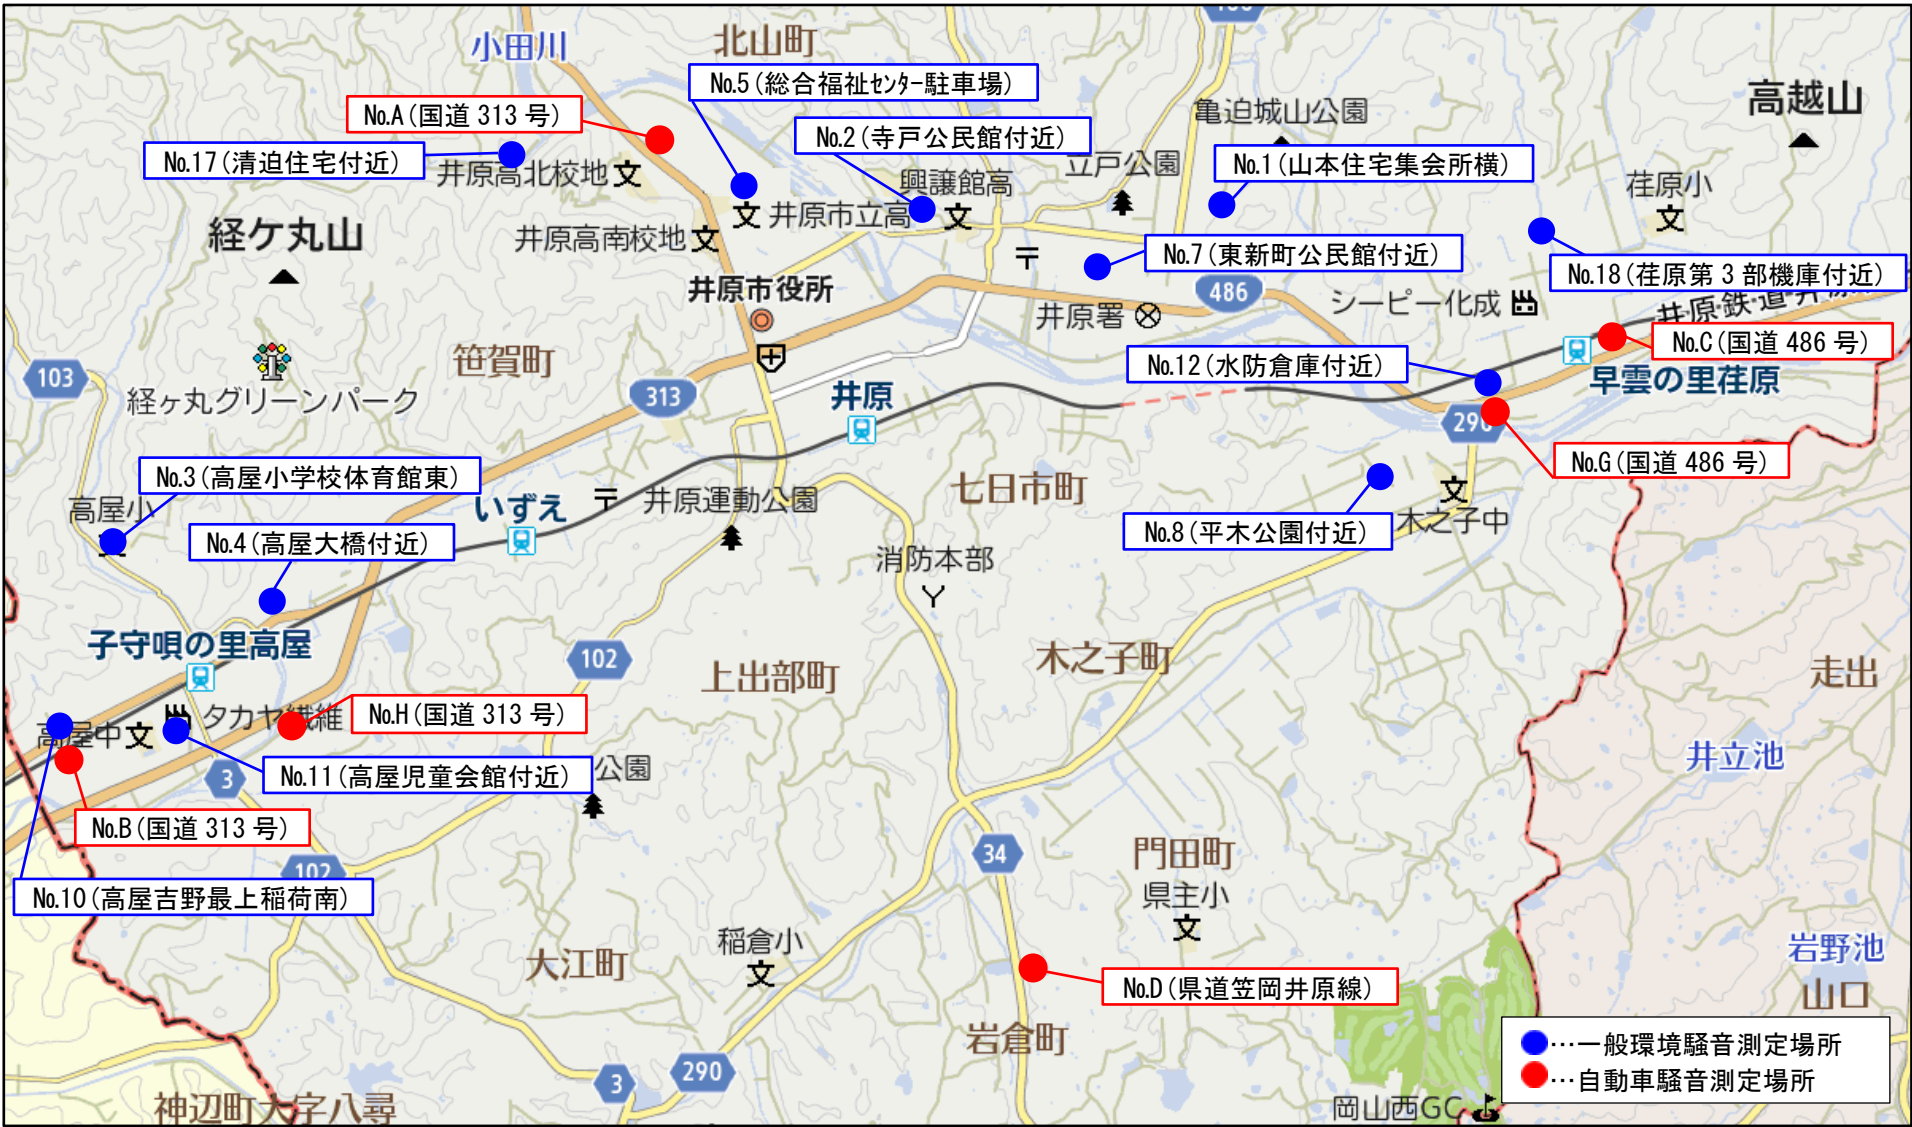 小田川
北山町
No.5(総合福祉センター駐車場)
高越山
No.A(国道 313 号)
亀迫城山公園
No.2(寺戸公民館付近)
No.17(清迫住宅付近)
井原高北校地
興譲館高
立戸公園
No.1(山本住宅集会所横)
荏原小
経ケ丸山
井原高南校地
井原市立高
No.7(東新町公民館付近)
No.18(荏原第 3 部機庫付近)
井原市役所
486
シーピー化成
井原署
井原鉄道井原
No.C(国道 486 号)
笹賀町
103
経ヶ丸グリーンパーク
313
井原
No.12(水防倉庫付近)
早雲の里荏原
290
No.G(国道 486 号)
No.3(高屋小学校体育館東)
高屋小
いずえ
井原運動公園
七日市町
No.8(平木公園付近)
木之子中
No.4(高屋大橋付近)
消防本部
子守唄の里高屋
102
上出部町
木之子町
走出
No.H(国道 313 号)
タカヤ繊維
高屋中
No.11(高屋児童会館付近)
公園
3
井立池
No.B(国道 313 号)
34
門田町
102
No.10(高屋吉野最上稲荷南)
県主小
稲倉小
大江町
岩野池
No.D(県道笠岡井原線)
山口
岩倉町
●…一般環境騒音測定場所
●…自動車騒音測定場所
290
3
神辺町大字八尋
岡山西GC